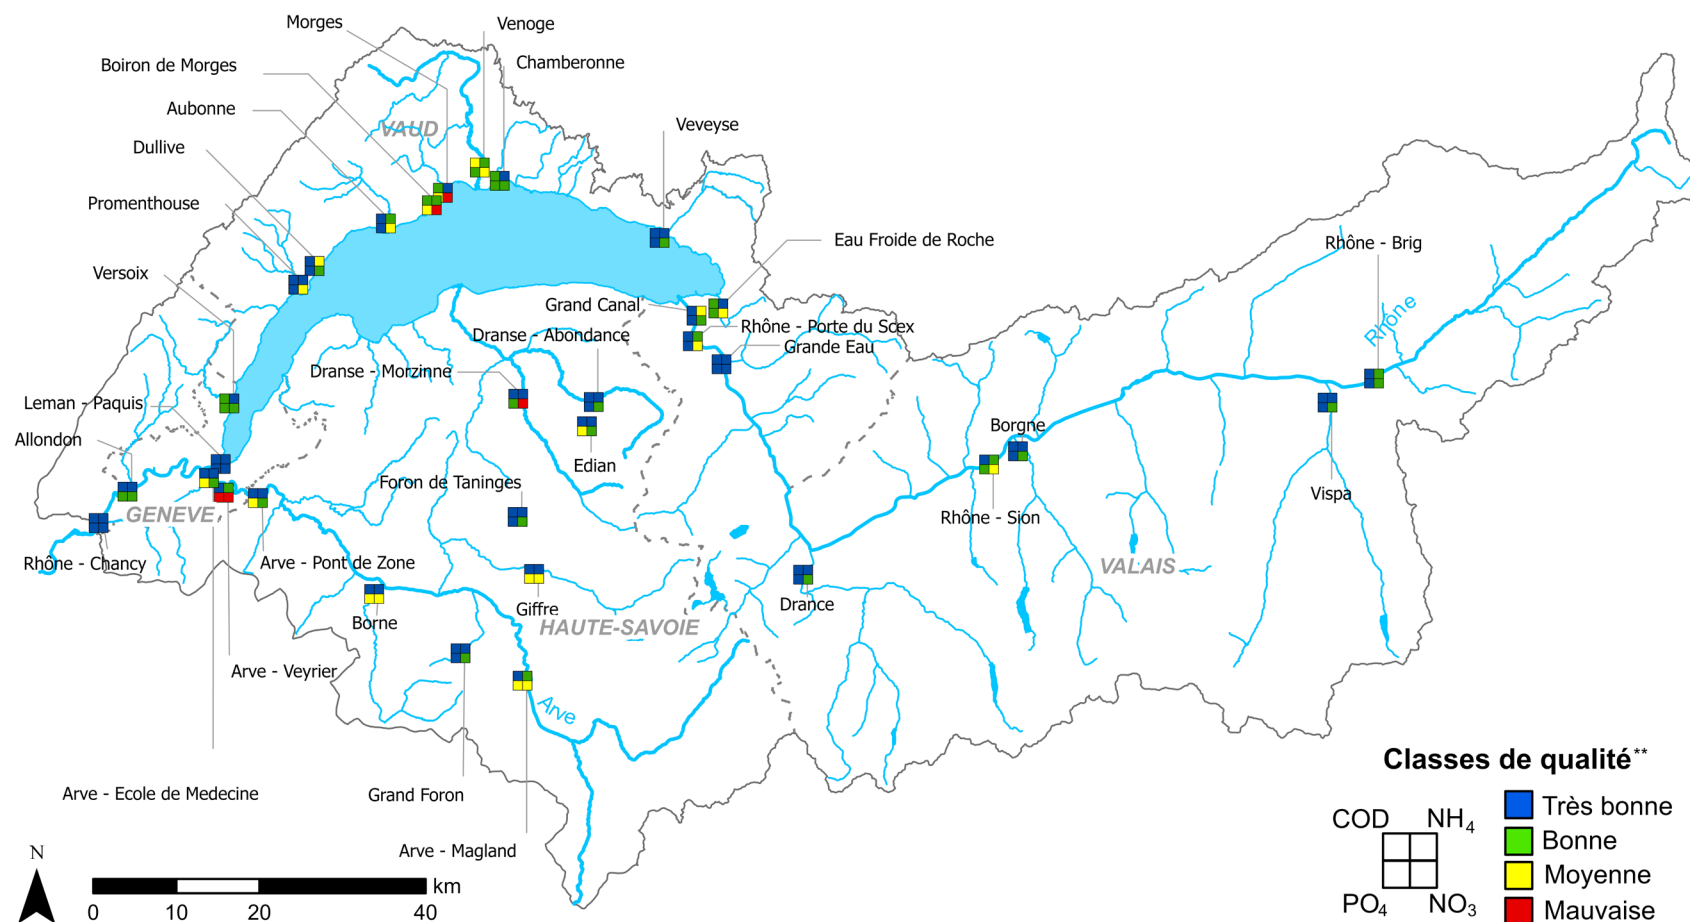 Morges
Venoge
Boiron de Morges
Chamberonne
Aubonne
VAUD
Veveyse
Dullive
Promenthouse
Eau Froide de Roche
Rhône - Brig
Versoix
Grand Canal
Rhône
Rhône - Porte du Scex
Dranse - Abondance
Grande Eau
Dranse - Morzinne
Leman - Paquis
Allondon
Borgne
Edian
Foron de Taninges
Vispa
GENEVE
Rhône - Sion
Rhône - Chancy
Arve - Pont de Zone
VALAIS
Giffre
Drance
Borne
HAUTE-SAVOIE
Arve - Veyrier
Arve
Arve - Ecole de Medecine
Grand Foron
Arve - Magland
Classes de qualité**
COD NH4
PO4 NO3
Très bonne
Bonne
Moyenne
Mauvaise
N
km
0 10 20 40